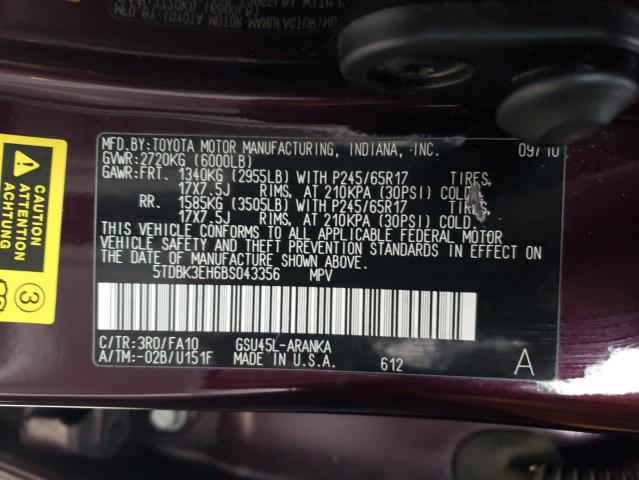 MFD.BY:TOYOTA MOTOR MANUFACTURING, INDIANA, INC. 09/10
GVWR:2720KG (6000LB)
GAWR:FRT. 1340KG (2955LB) WITH P245/65R17 TIRES,
17X7.5J RIMS, AT 210KPA (30PSI) COLD.
RR. 1585KG (3505LB) WITH P245/65R17 TIRES,
17X7.5J RIMS, AT 210KPA (30PSI) COLD.
THIS VEHICLE CONFORMS TO ALL APPLICABLE FEDERAL MOTOR
VEHICLE SAFETY AND THEFT PREVENTION STANDARDS IN EFFECT ON
THE DATE OF MANUFACTURE SHOWN ABOVE.
5TDBK3EH6BS043356 MPV
C/TR:3R0/FA10 GSU45L-ARANKA
A/TM:-02B/U151F MADE IN U.S.A. 612 A
3